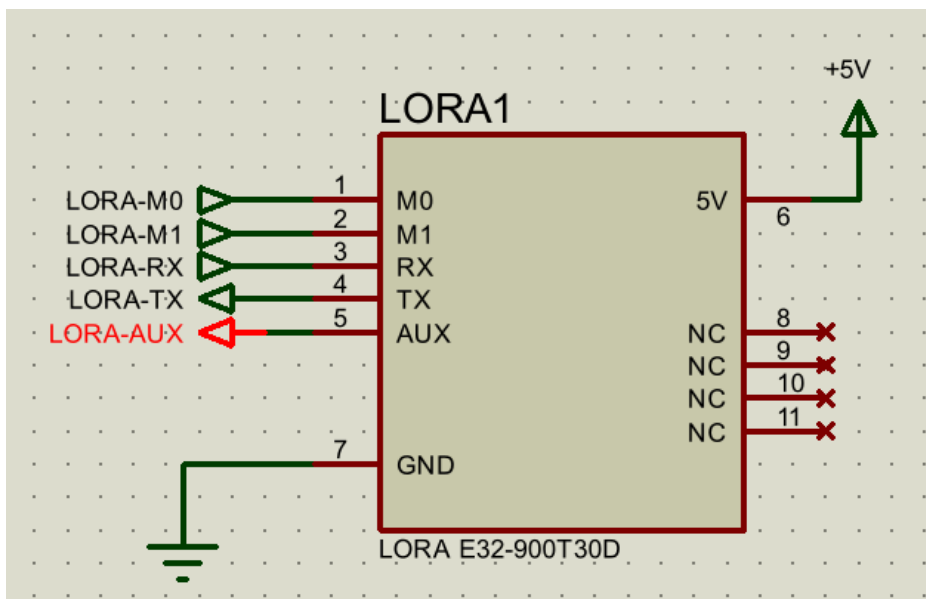 +5V
LORA1
LORA-M0 1 M0 5V 6
LORA-M1 2 M1
LORA-RX 3 RX
LORA-TX 4 TX
LORA-AUX 5 AUX NC 8
NC 9
NC 10
NC 11
7 GND
LORA E32-900T30D